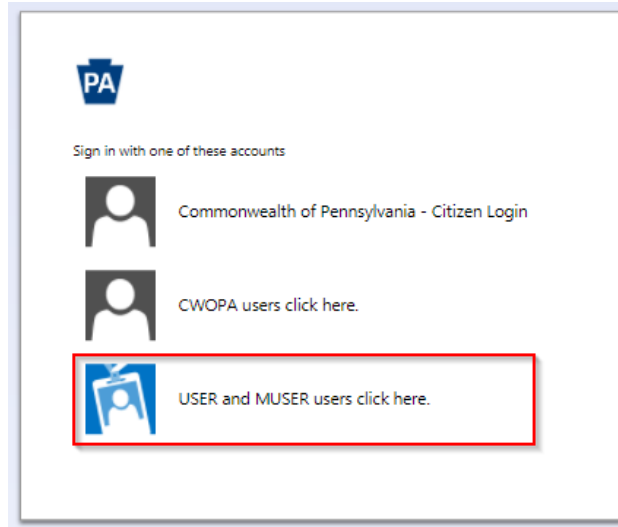 PA
Sign in with one of these accounts
Commonwealth of Pennsylvania - Citizen Login
CWOPA users click here.
USER and MUSER users click here.